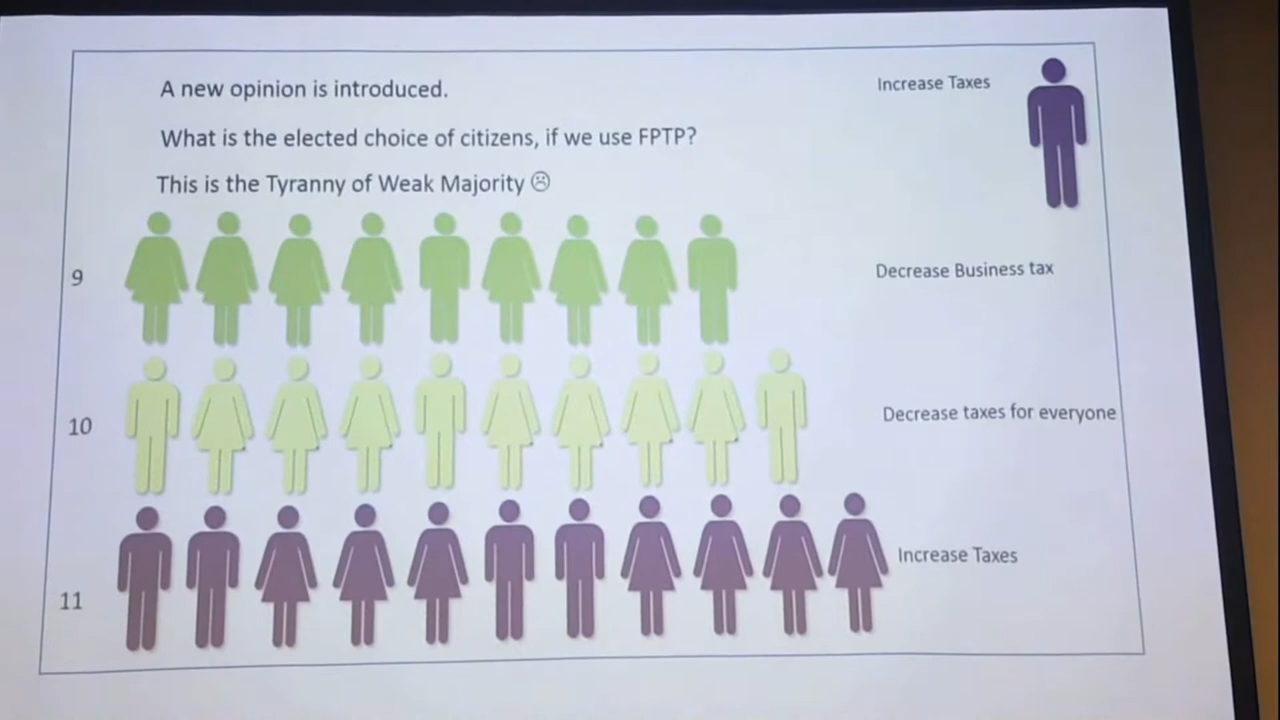 A new opinion is introduced.
Increase Taxes
What is the elected choice of citizens, if we use FPTP?
This is the Tyranny of Weak Majority ☹
9
Decrease Business tax
10
Decrease taxes for everyone
11
Increase Taxes